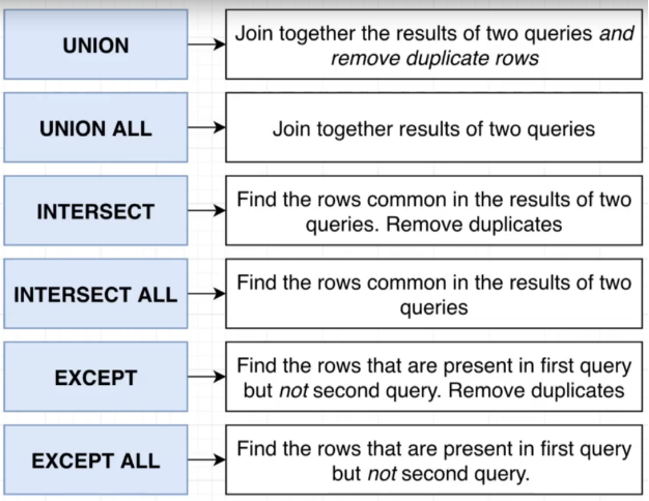 UNION
Join together the results of two queries and
remove duplicate rows
UNION ALL
Join together results of two queries
INTERSECT
Find the rows common in the results of two
queries. Remove duplicates
INTERSECT ALL
Find the rows common in the results of two
queries
EXCEPT
Find the rows that are present in first query
but not second query. Remove duplicates
EXCEPT ALL
Find the rows that are present in first query
but not second query.